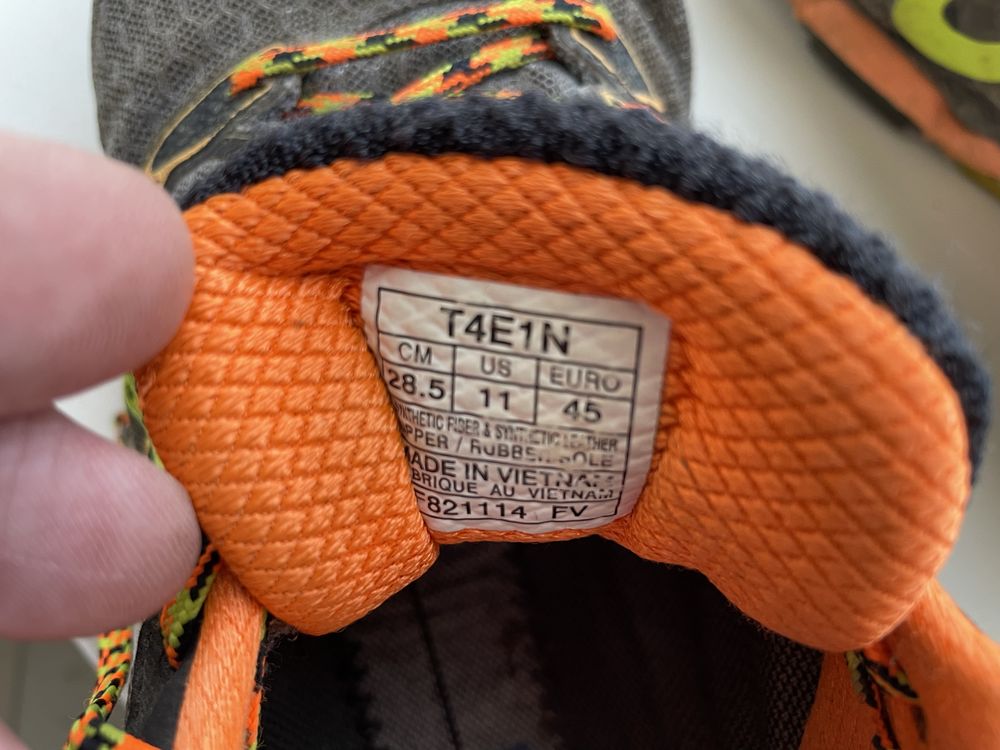 T4E1N
CM US EURO
28.5 11 45
SYNTHETIC FIBER & SYNTHETIC LEATHER
UPPER / RUBBER SOLE
MADE IN VIETNAM
FABRIQUE AU VIETNAM
F821114 FV